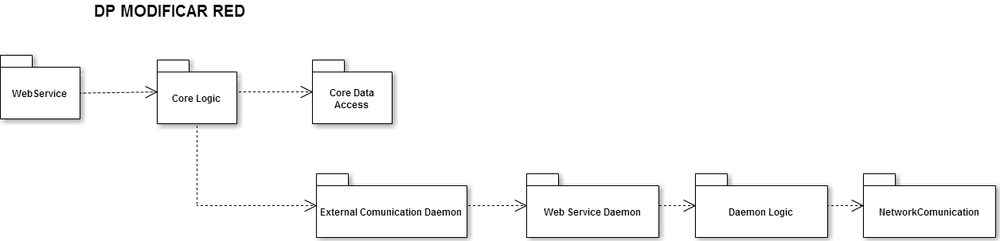 DP MODIFICAR RED
WebService
Core Logic
Core Data
Access
External Comunication Daemon
Web Service Daemon
Daemon Logic
NetworkComunication